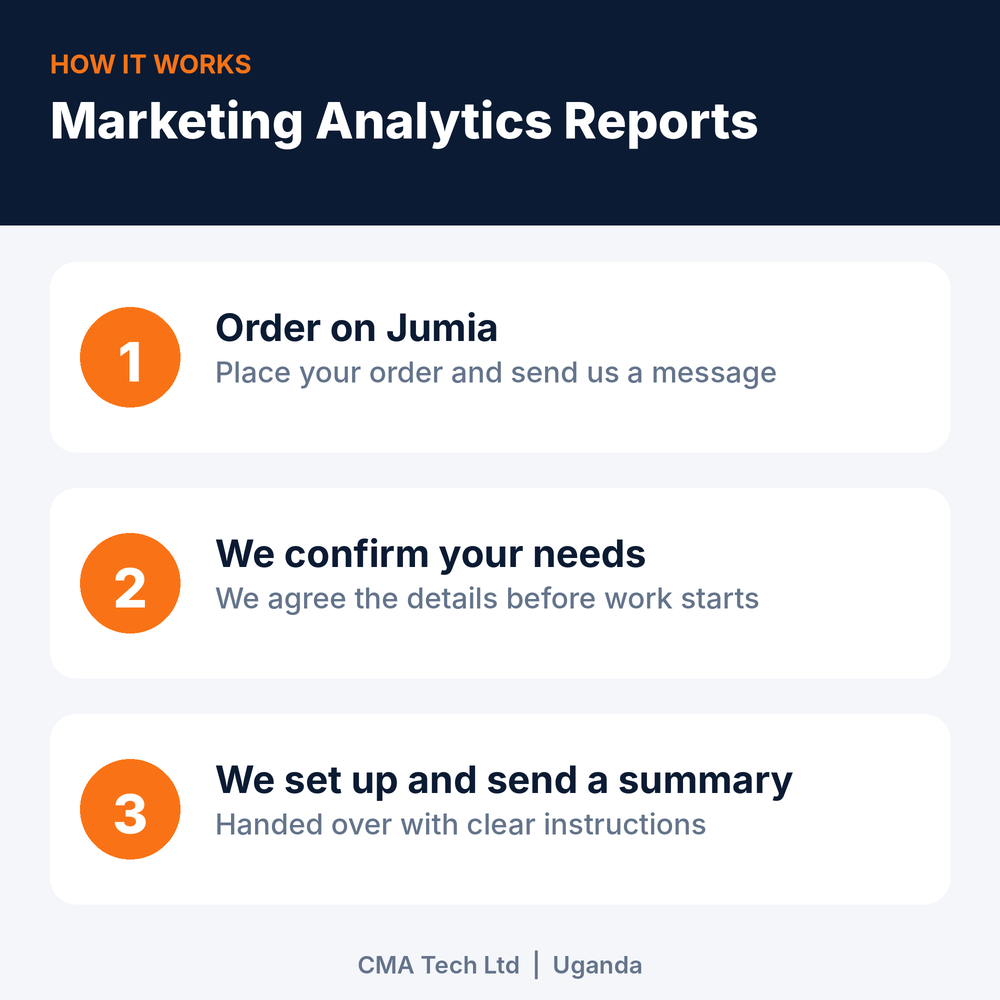 HOW IT WORKS
Marketing Analytics Reports
1
Order on Jumia
Place your order and send us a message
2
We confirm your needs
We agree the details before work starts
3
We set up and send a summary
Handed over with clear instructions
CMA Tech Ltd | Uganda